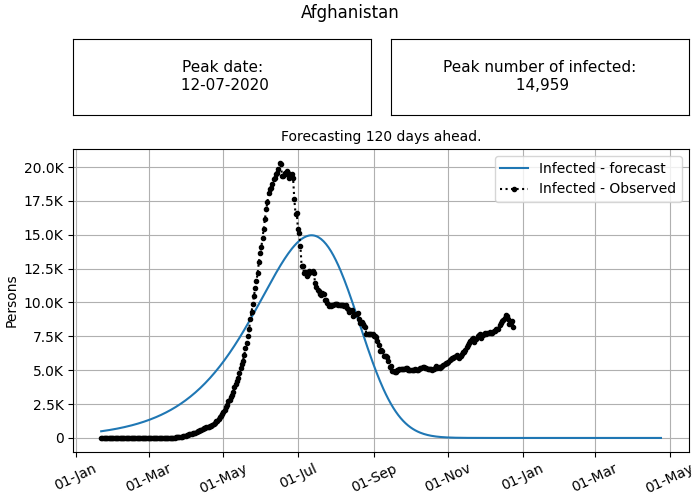 Afghanistan
Peak date:
12-07-2020
Peak number of infected:
14,959
Forecasting 120 days ahead.
Infected - forecast
Infected - Observed
Persons
20.0K
17.5K
15.0K
12.5K
10.0K
7.5K
5.0K
2.5K
0
01-Jan
01-Mar
01-May
01-Jul
01-Sep
01-Nov
01-Jan
01-Mar
01-May